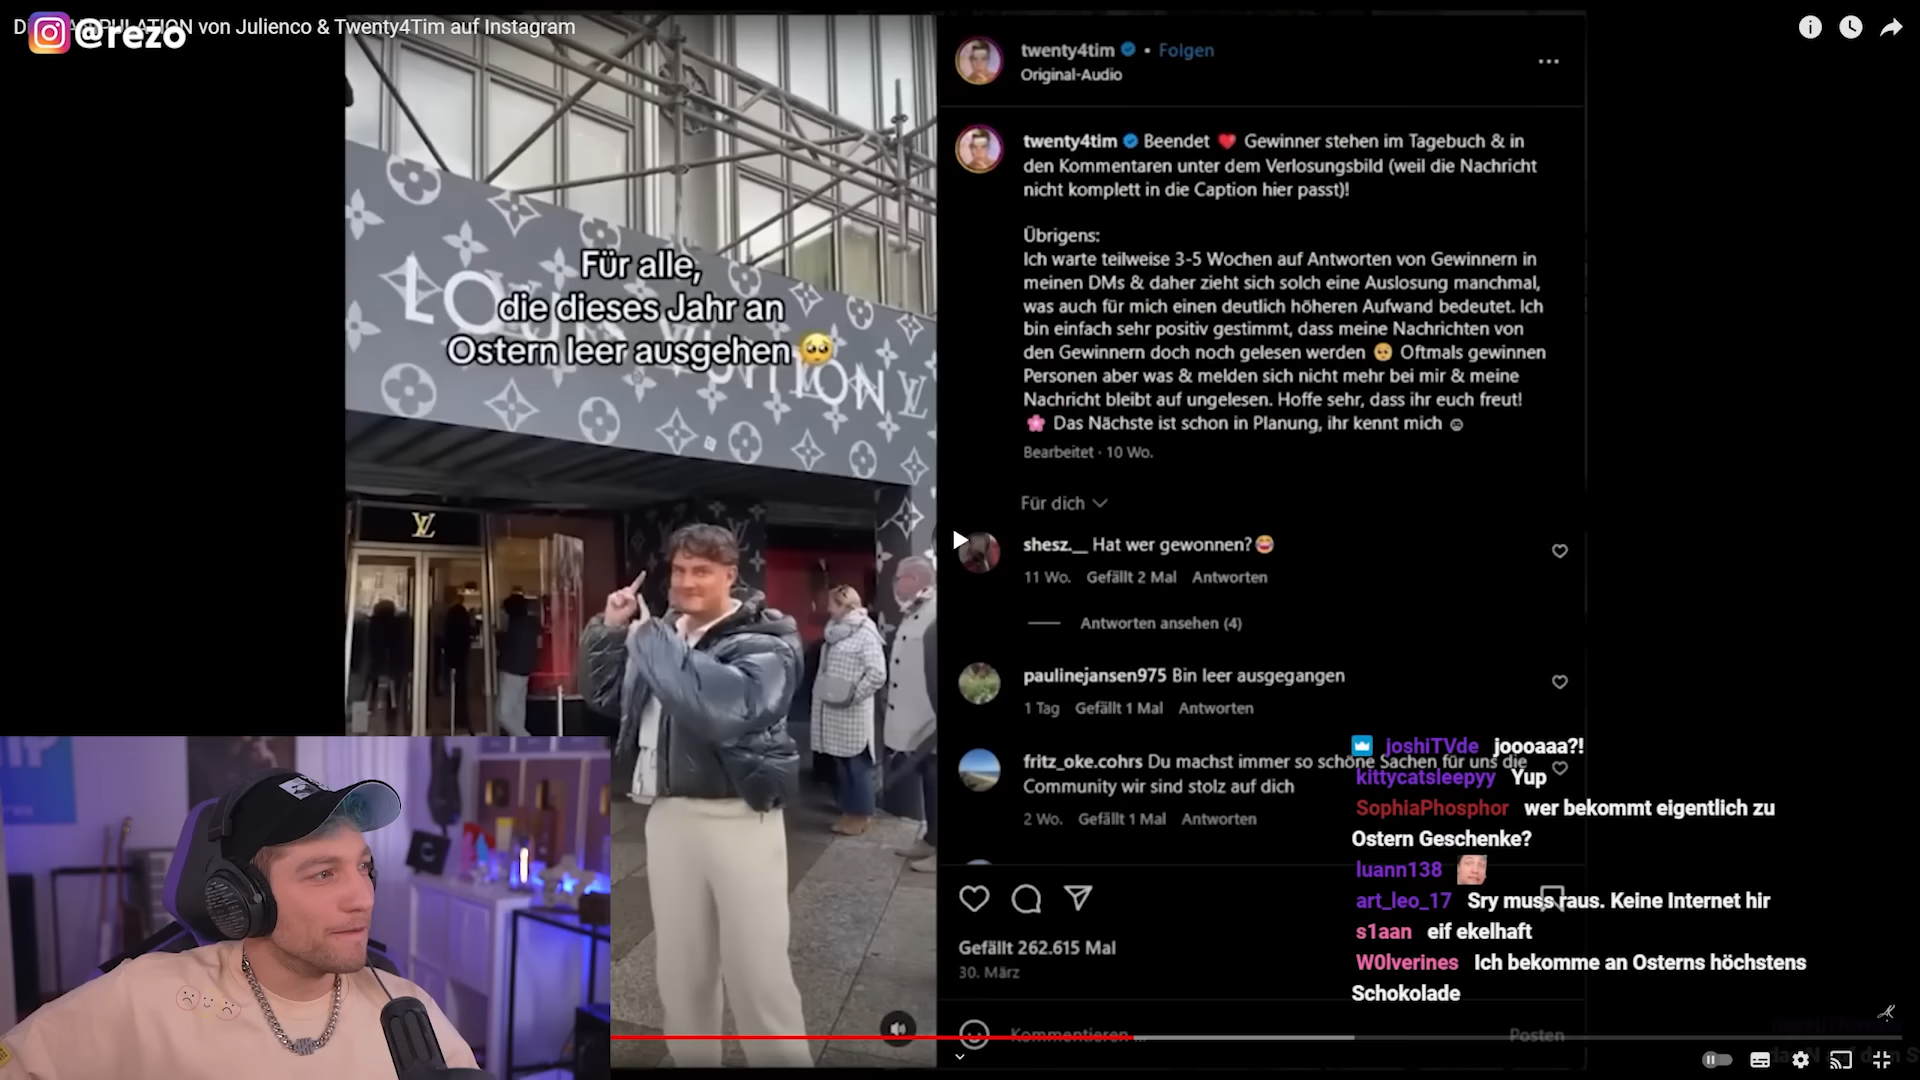 @rezo
von Julienco & Twenty4Tim auf Instagram
twenty4tim • Folgen
Original-Audio
twenty4tim Beendet ❤️ Gewinner stehen im Tagebuch & in
den Kommentaren unter dem Verlosungsbild (weil die Nachricht
nicht komplett in die Caption hier passt)!
Übrigens:
Ich warte teilweise 3-5 Wochen auf Antworten von Gewinnern in
meinen DMs & daher zieht sich solch eine Auslosung manchmal,
was auch für mich einen deutlich höheren Aufwand bedeutet. Ich
bin einfach sehr positiv gestimmt, dass meine Nachrichten von
den Gewinnern doch noch gelesen werden 🥺 Oftmals gewinnen
Personen aber was & melden sich nicht mehr bei mir & meine
Nachricht bleibt auf ungelesen. Hoffe sehr, dass ihr euch freut!
🌸 Das Nächste ist schon in Planung, ihr kennt mich
Bearbeitet · 10 Wo.
Für dich
shesz.__ Hat wer gewonnen?😂
11 Wo. Gefällt 2 Mal Antworten
Antworten ansehen (4)
paulinejansen975 Bin leer ausgegangen
1 Tag Gefällt 1 Mal Antworten
fritz_oke.cohrs Du machst immer so schöne Sachen für uns die
Community wir sind stolz auf dich
2 Wo. Gefällt 1 Mal Antworten
Gefällt 262.615 Mal
30. März
Kommentieren ...
Posten
LOUIS VUITTON
LV
LV
Für alle,
die dieses Jahr an
Ostern leer ausgehen 🥺
joshiTVde joooaaa?!
kittycatsleepyy Yup
SophiaPhosphor wer bekommt eigentlich zu
Ostern Geschenke?
luann138
art_leo_17 Sry muss raus. Keine Internet hir
s1aan eif ekelhaft
W0lverines Ich bekomme an Osterns höchstens
Schokolade